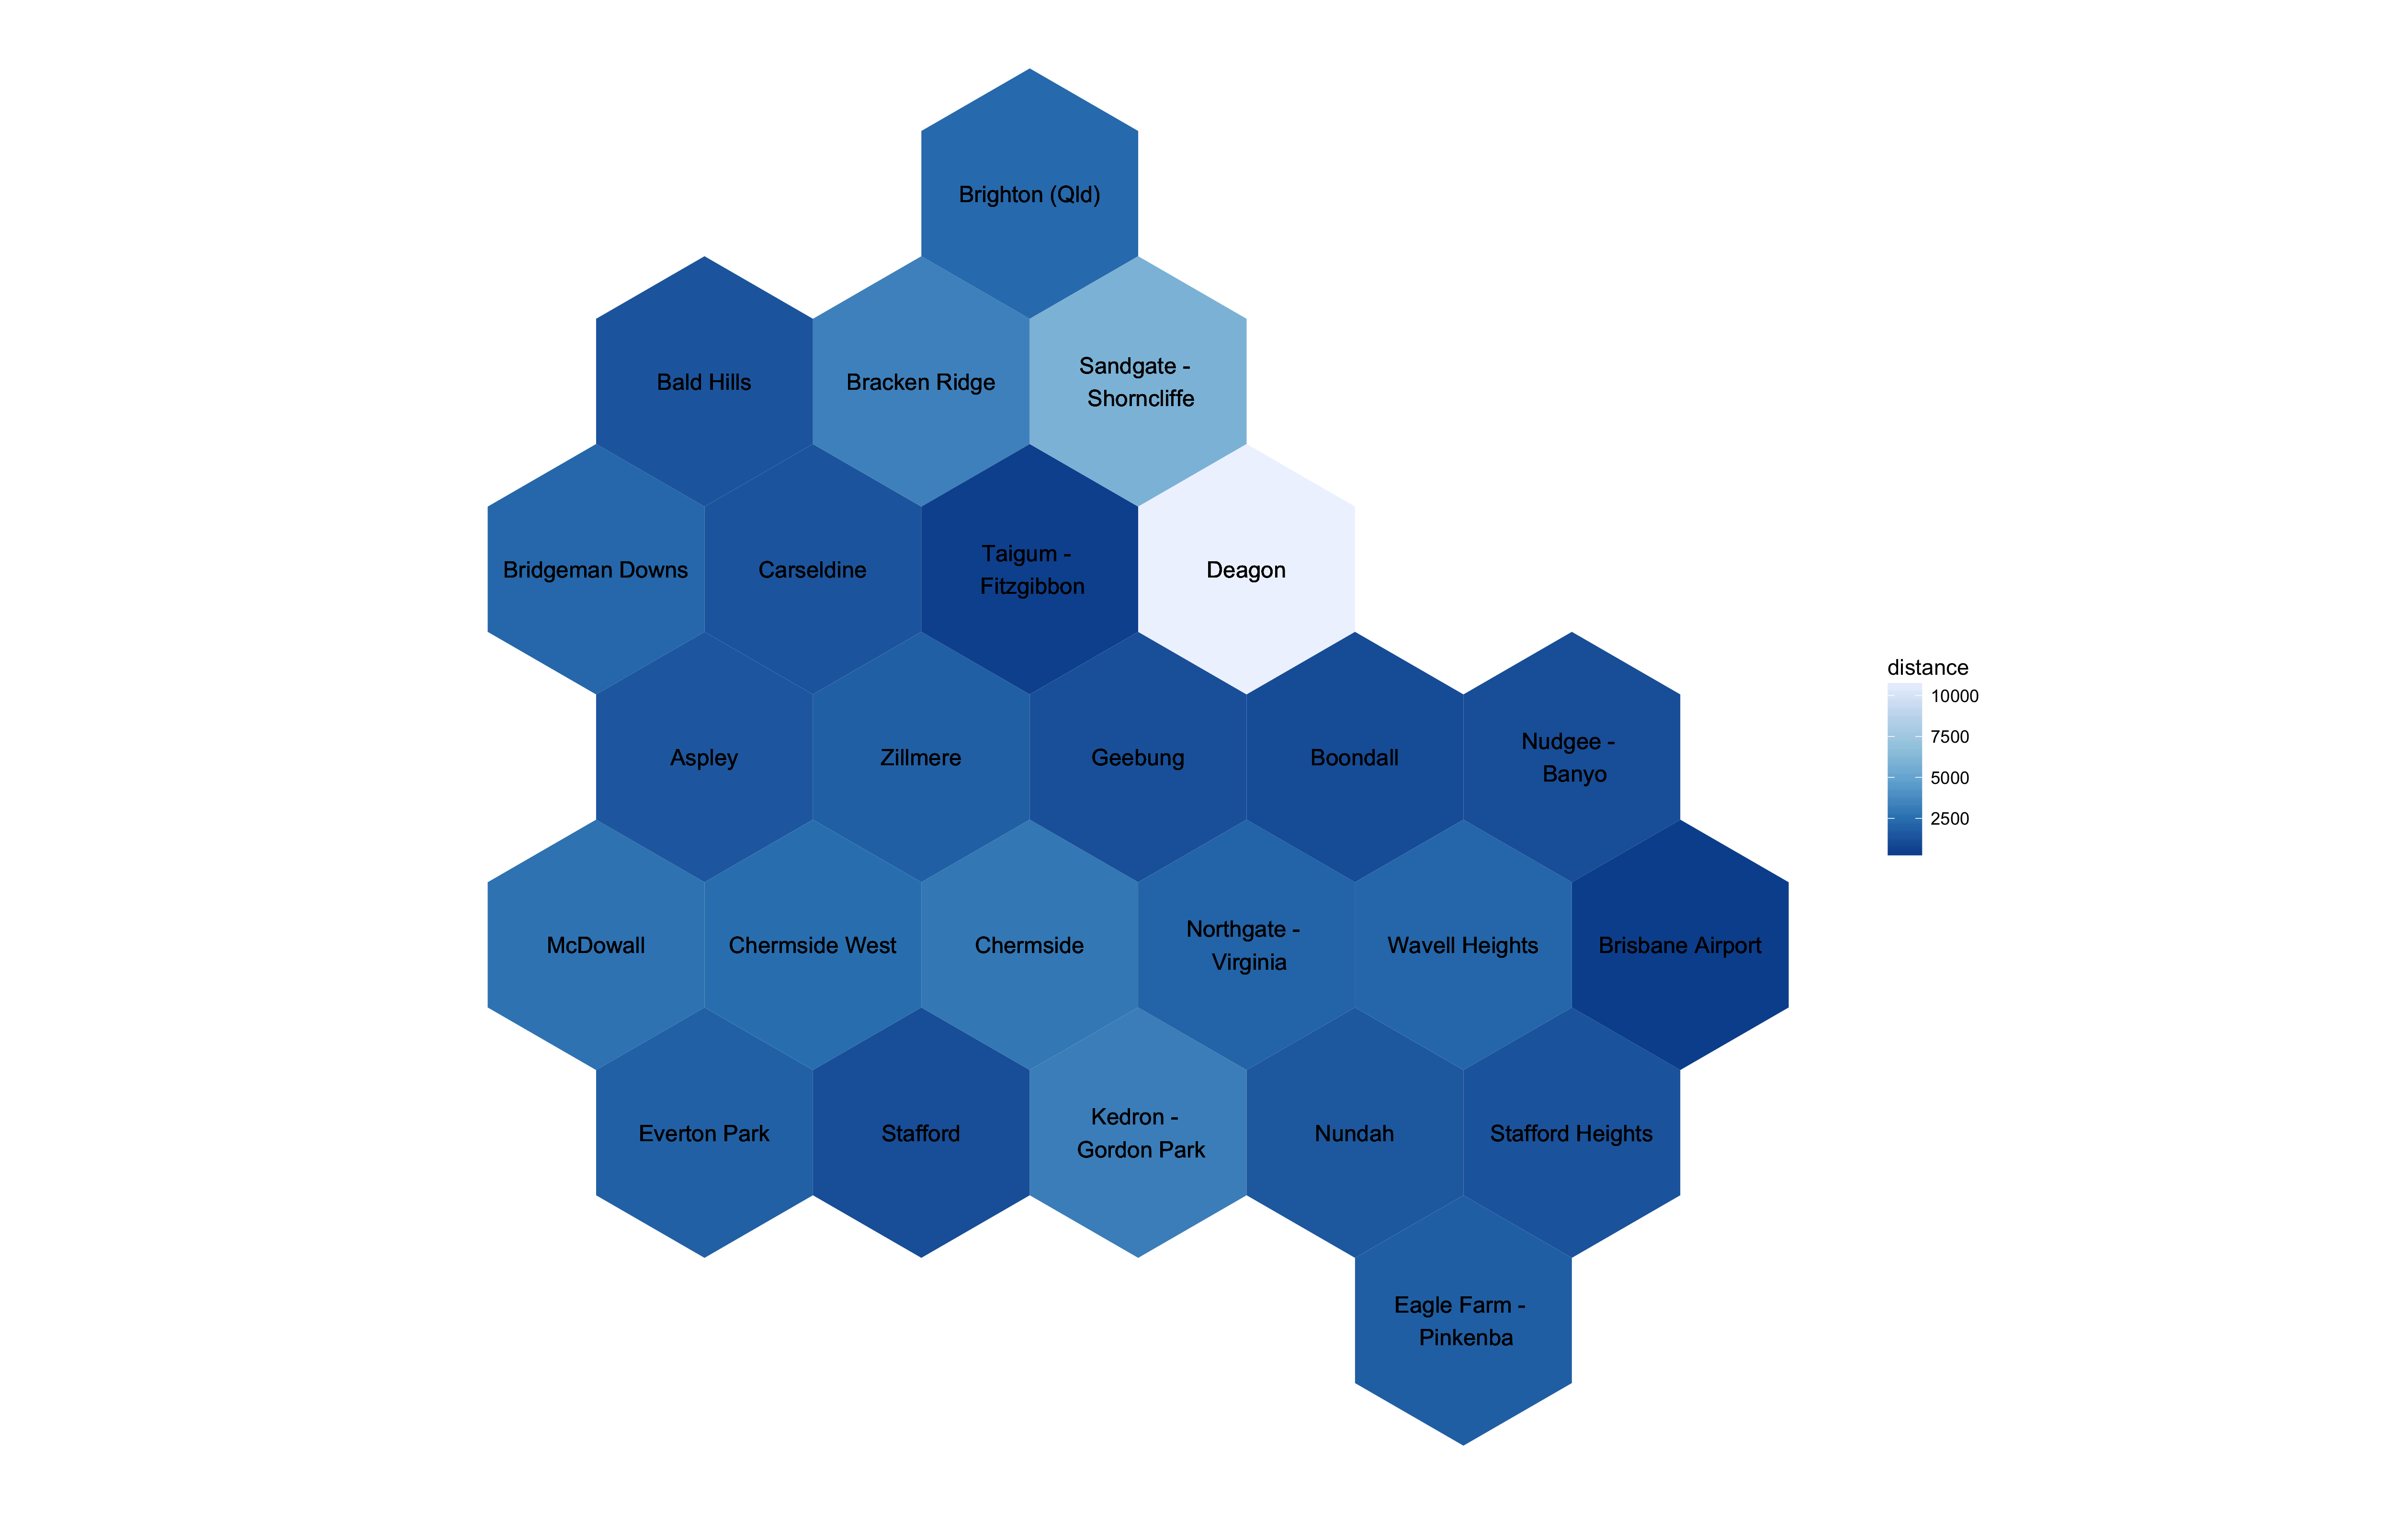 Brighton (Qld)
Bald Hills
Bracken Ridge
Sandgate -
Shorncliffe
Bridgeman Downs
Carseldine
Taigum -
Fitzgibbon
Deagon
Aspley
Zillmere
Geebung
Boondall
Nudgee -
Banyo
McDowall
Chermside West
Chermside
Northgate -
Virginia
Wavell Heights
Brisbane Airport
Everton Park
Stafford
Kedron -
Gordon Park
Nundah
Stafford Heights
Eagle Farm -
Pinkenba
distance
10000
7500
5000
2500